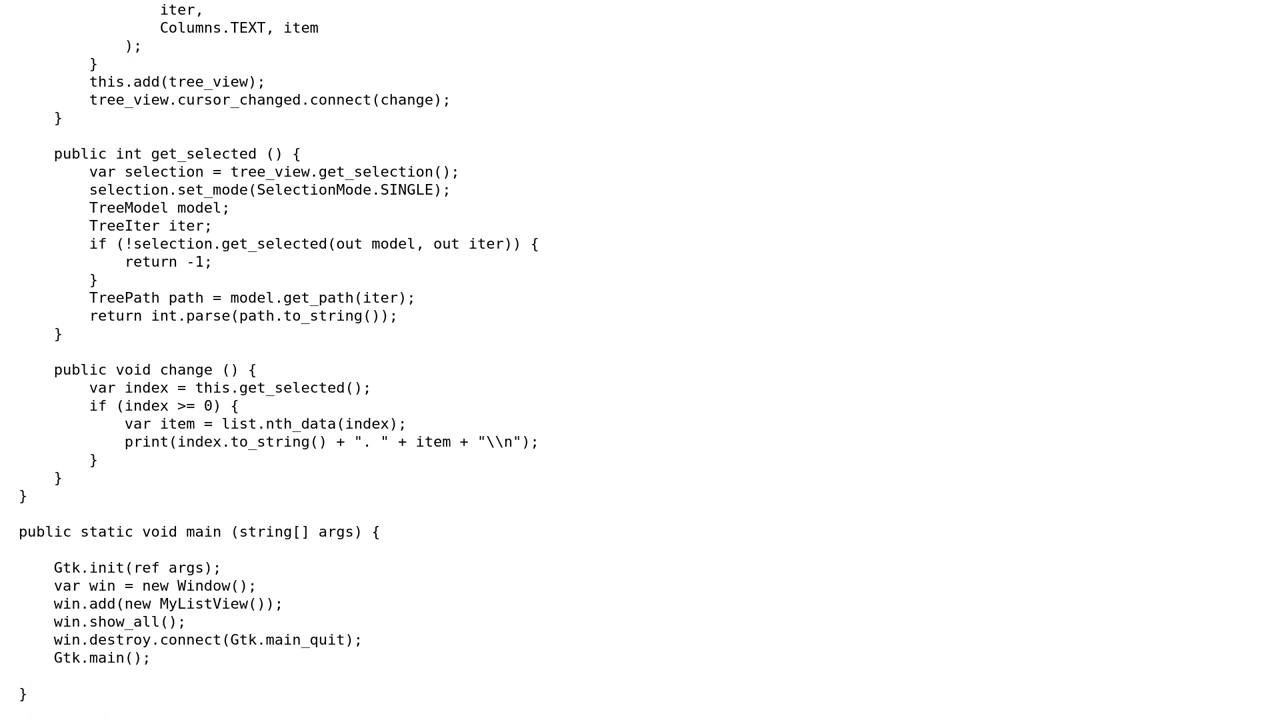 iter,
                Columns.TEXT, item
            );
        }
        this.add(tree_view);
        tree_view.cursor_changed.connect(change);
    }

    public int get_selected () {
        var selection = tree_view.get_selection();
        selection.set_mode(SelectionMode.SINGLE);
        TreeModel model;
        TreeIter iter;
        if (!selection.get_selected(out model, out iter)) {
            return -1;
        }
        TreePath path = model.get_path(iter);
        return int.parse(path.to_string());
    }

    public void change () {
        var index = this.get_selected();
        if (index >= 0) {
            var item = list.nth_data(index);
            print(index.to_string() + ". " + item + "\\n");
        }
    }
}

public static void main (string[] args) {

    Gtk.init(ref args);
    var win = new Window();
    win.add(new MyListView());
    win.show_all();
    win.destroy.connect(Gtk.main_quit);
    Gtk.main();

}